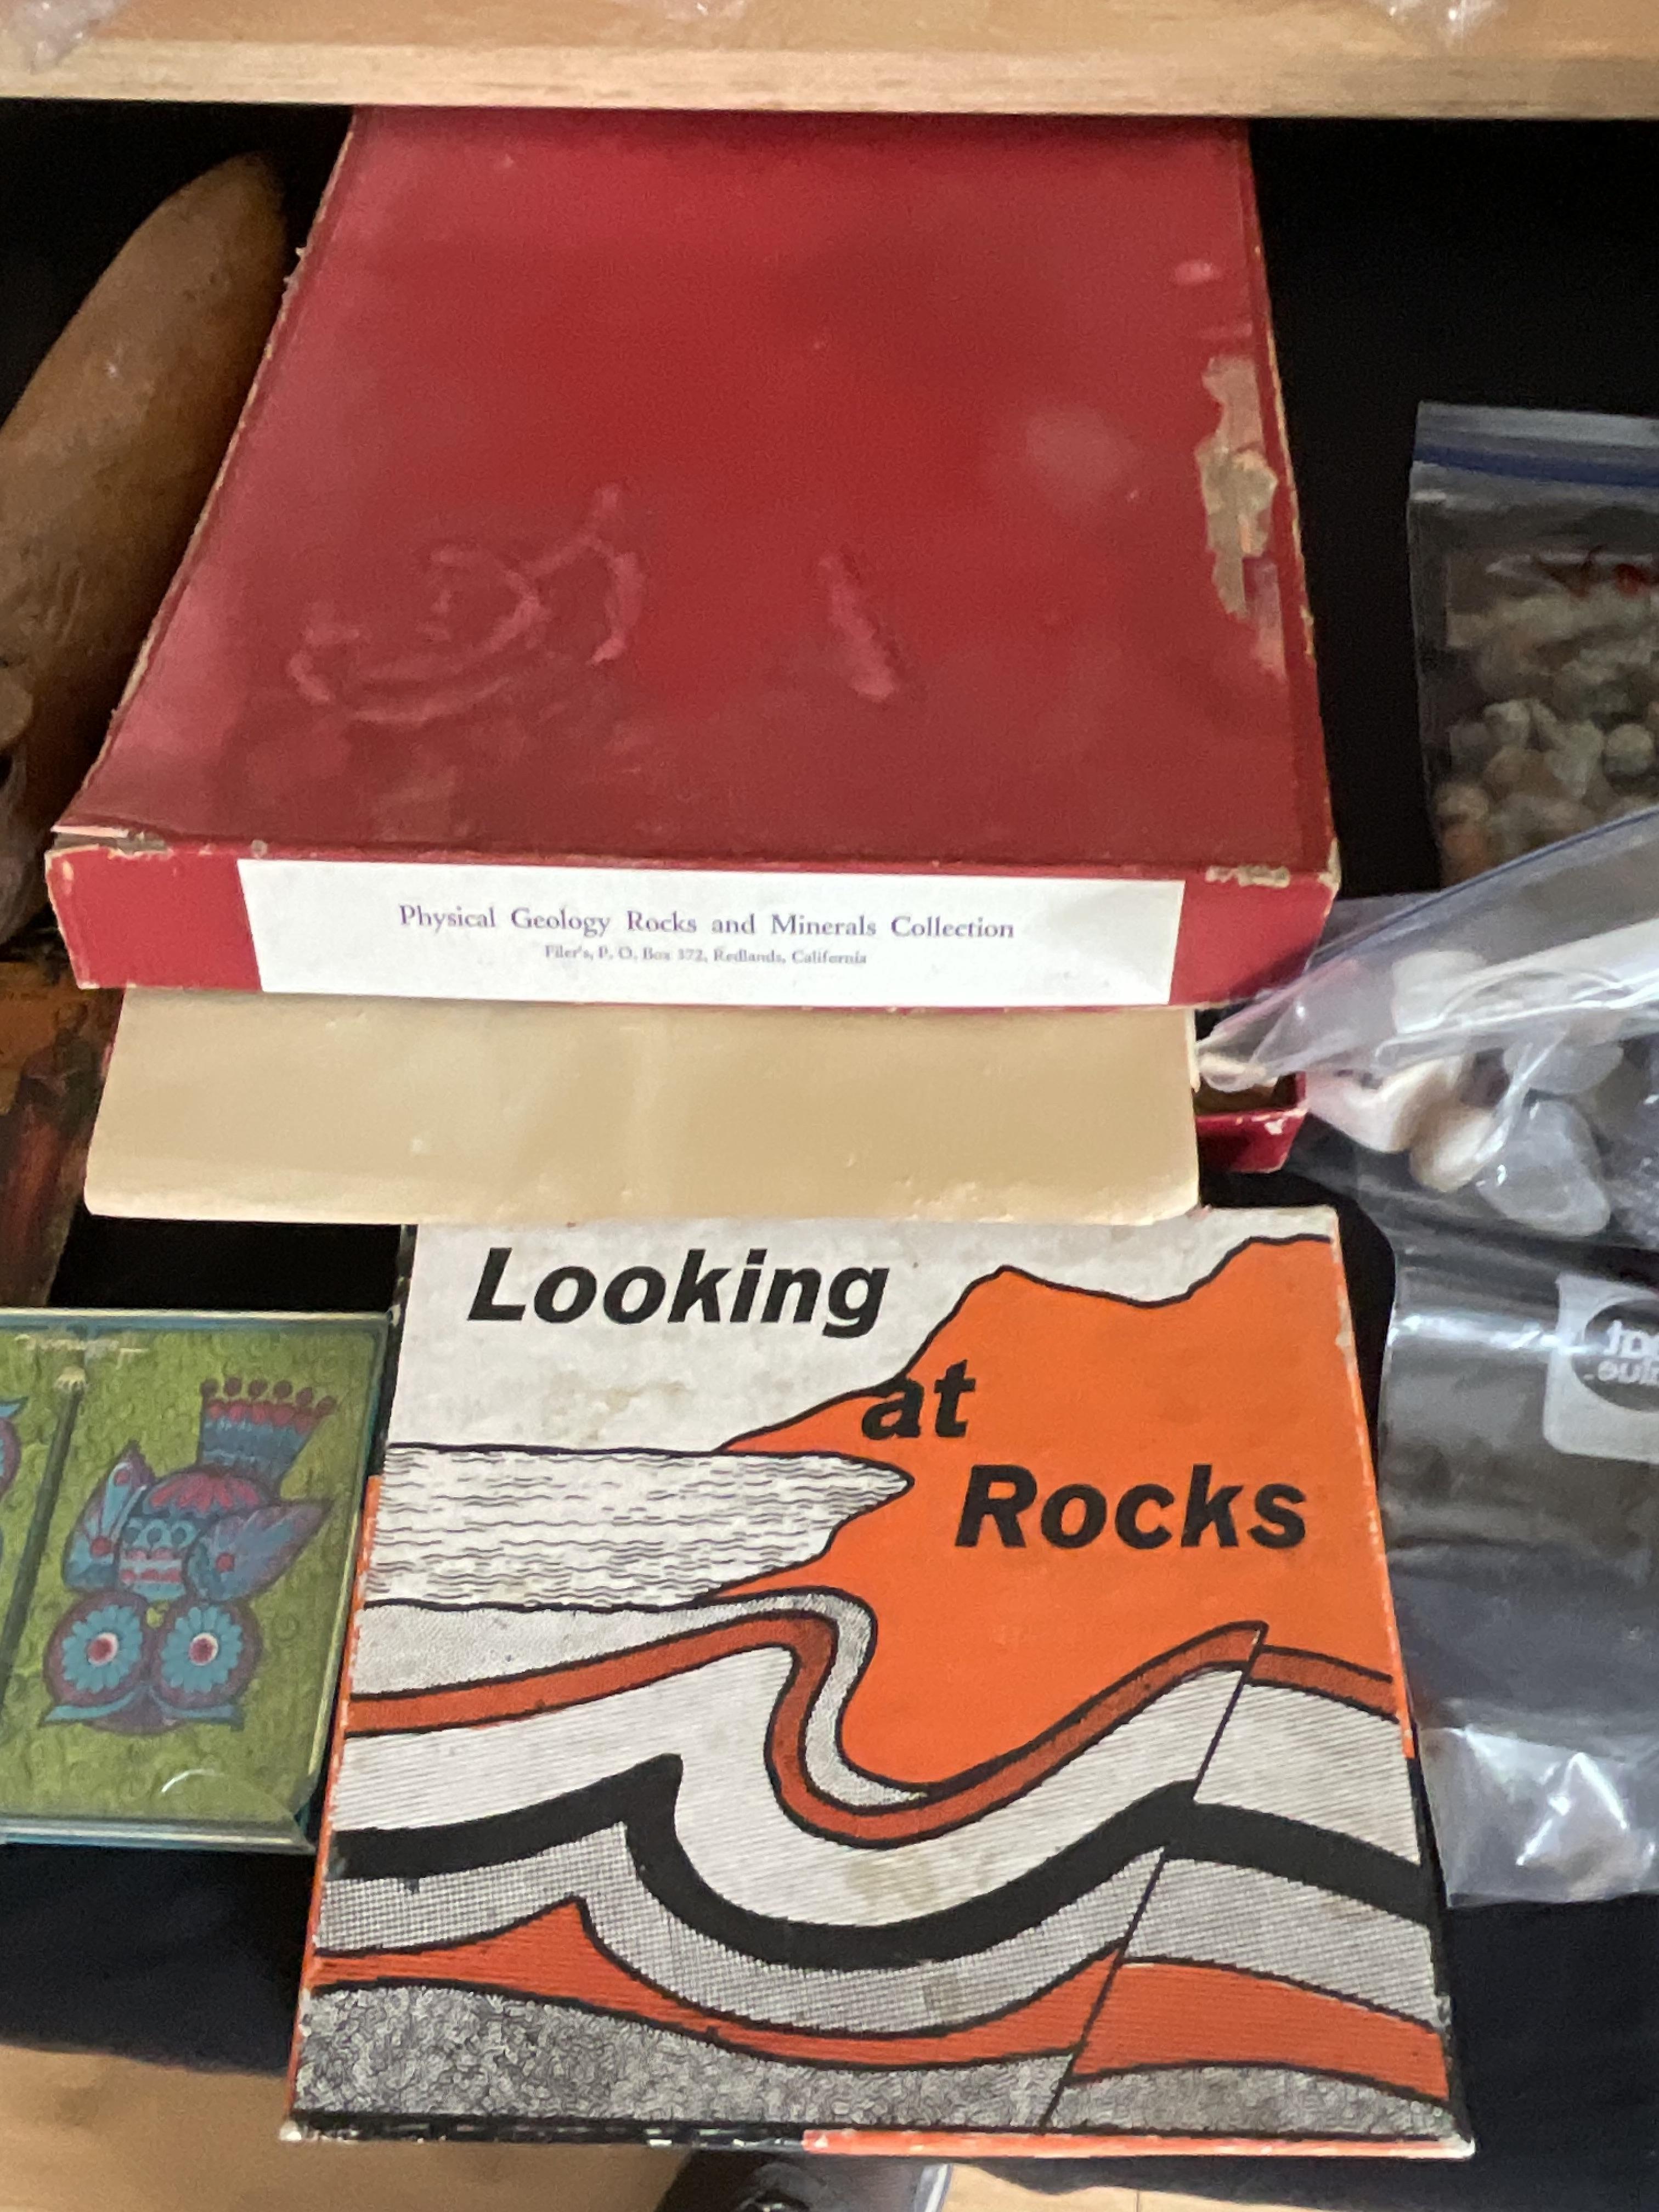 Physical Geology Rocks and Minerals Collection
Filer's, P. O. Box 372, Redlands, California
Looking
at
Rocks